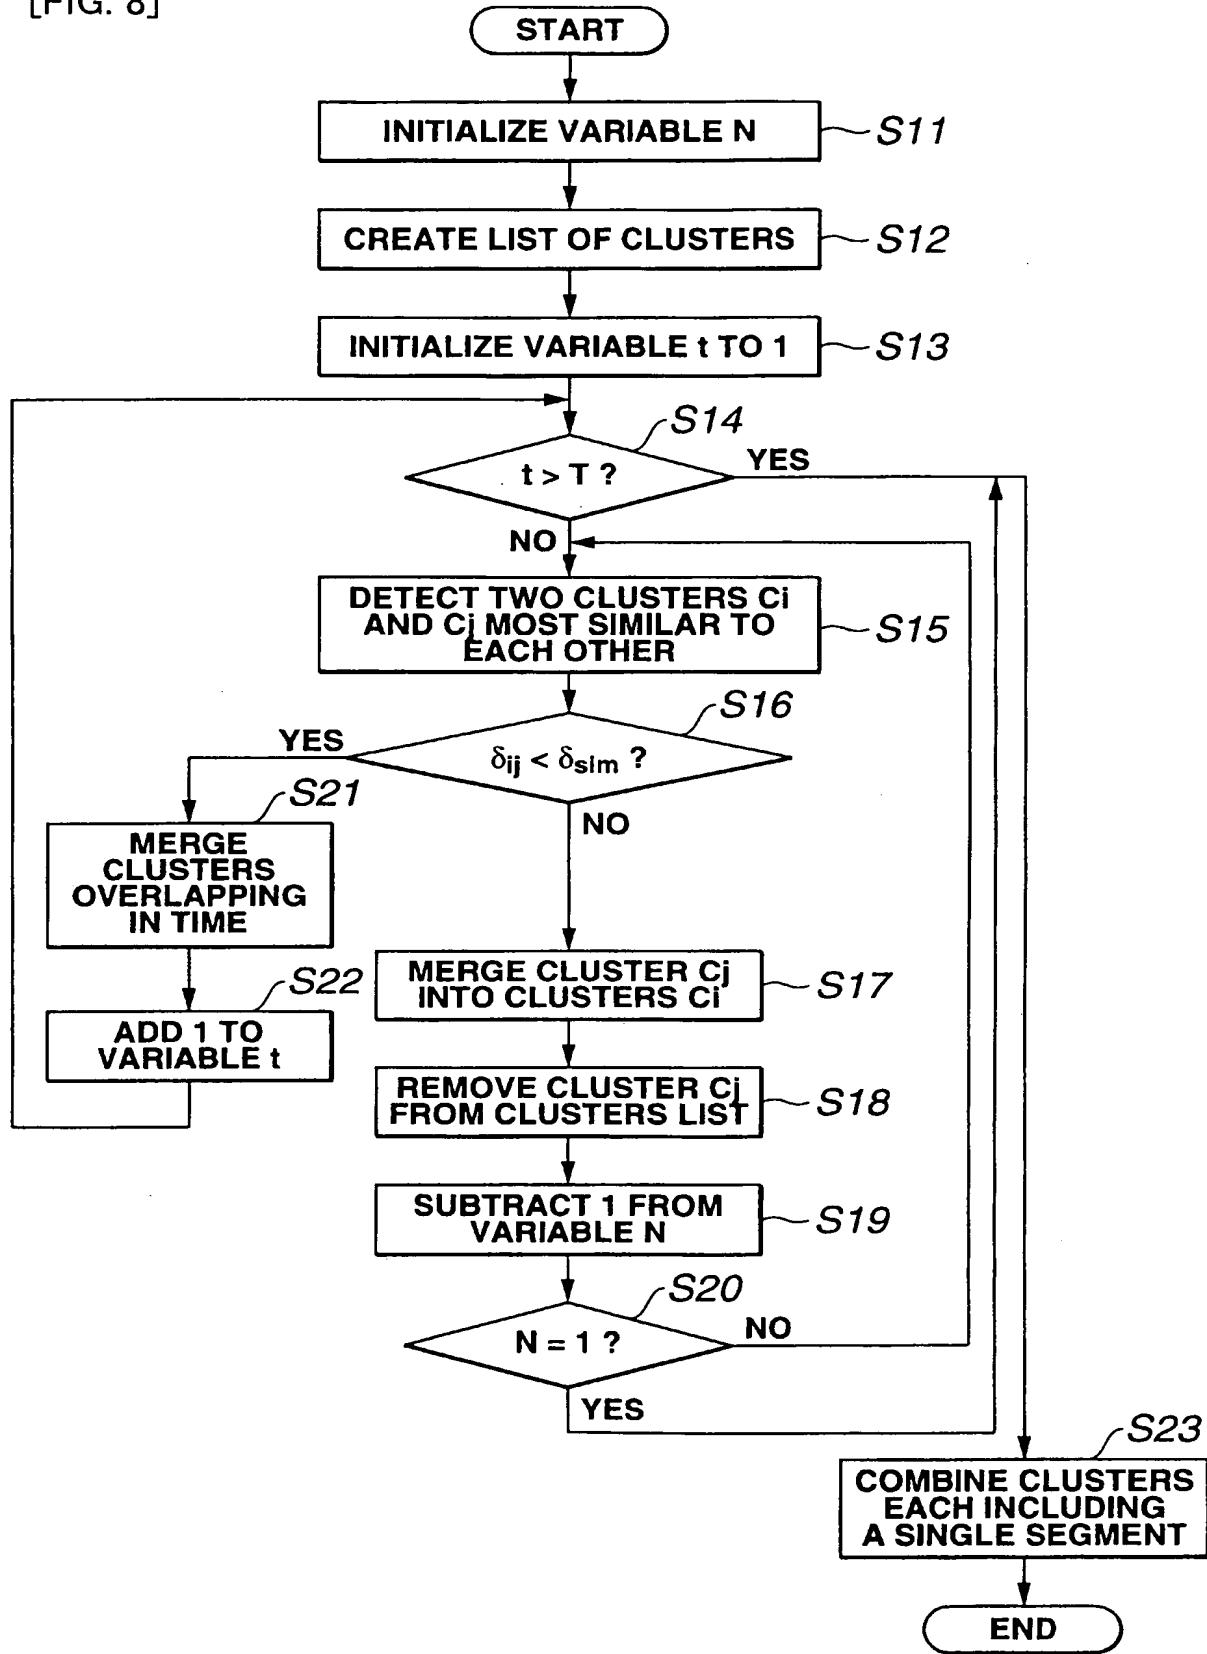 [FIG. 8]
START
INITIALIZE VARIABLE N
S11
CREATE LIST OF CLUSTERS
S12
INITIALIZE VARIABLE t TO 1
S13
S14
t > T ?
YES
NO
DETECT TWO CLUSTERS Ci
AND Cj MOST SIMILAR TO
EACH OTHER
S15
S16
YES
δij < δsim ?
NO
S21
MERGE
CLUSTERS
OVERLAPPING
IN TIME
S22
ADD 1 TO
VARIABLE t
MERGE CLUSTER Cj
INTO CLUSTERS Ci
S17
REMOVE CLUSTER Cj
FROM CLUSTERS LIST
S18
SUBTRACT 1 FROM
VARIABLE N
S19
S20
N = 1 ?
NO
YES
S23
COMBINE CLUSTERS
EACH INCLUDING
A SINGLE SEGMENT
END